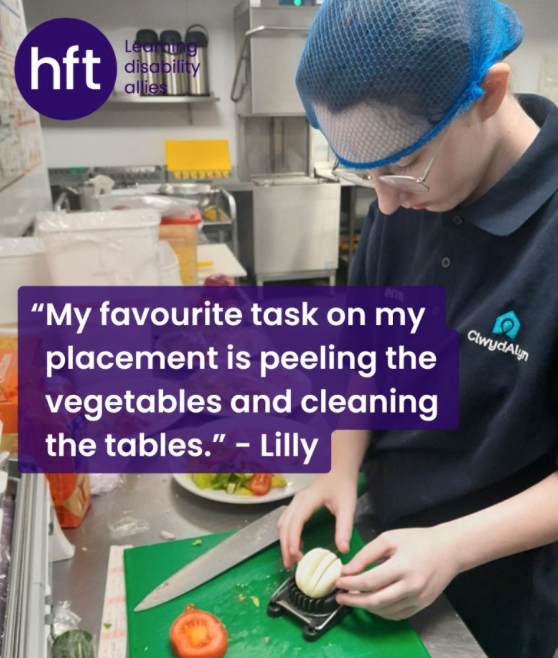 hft
Learning
disability
allies
“My favourite task on my
placement is peeling the
vegetables and cleaning
the tables.” – Lilly
ClwydAlyn